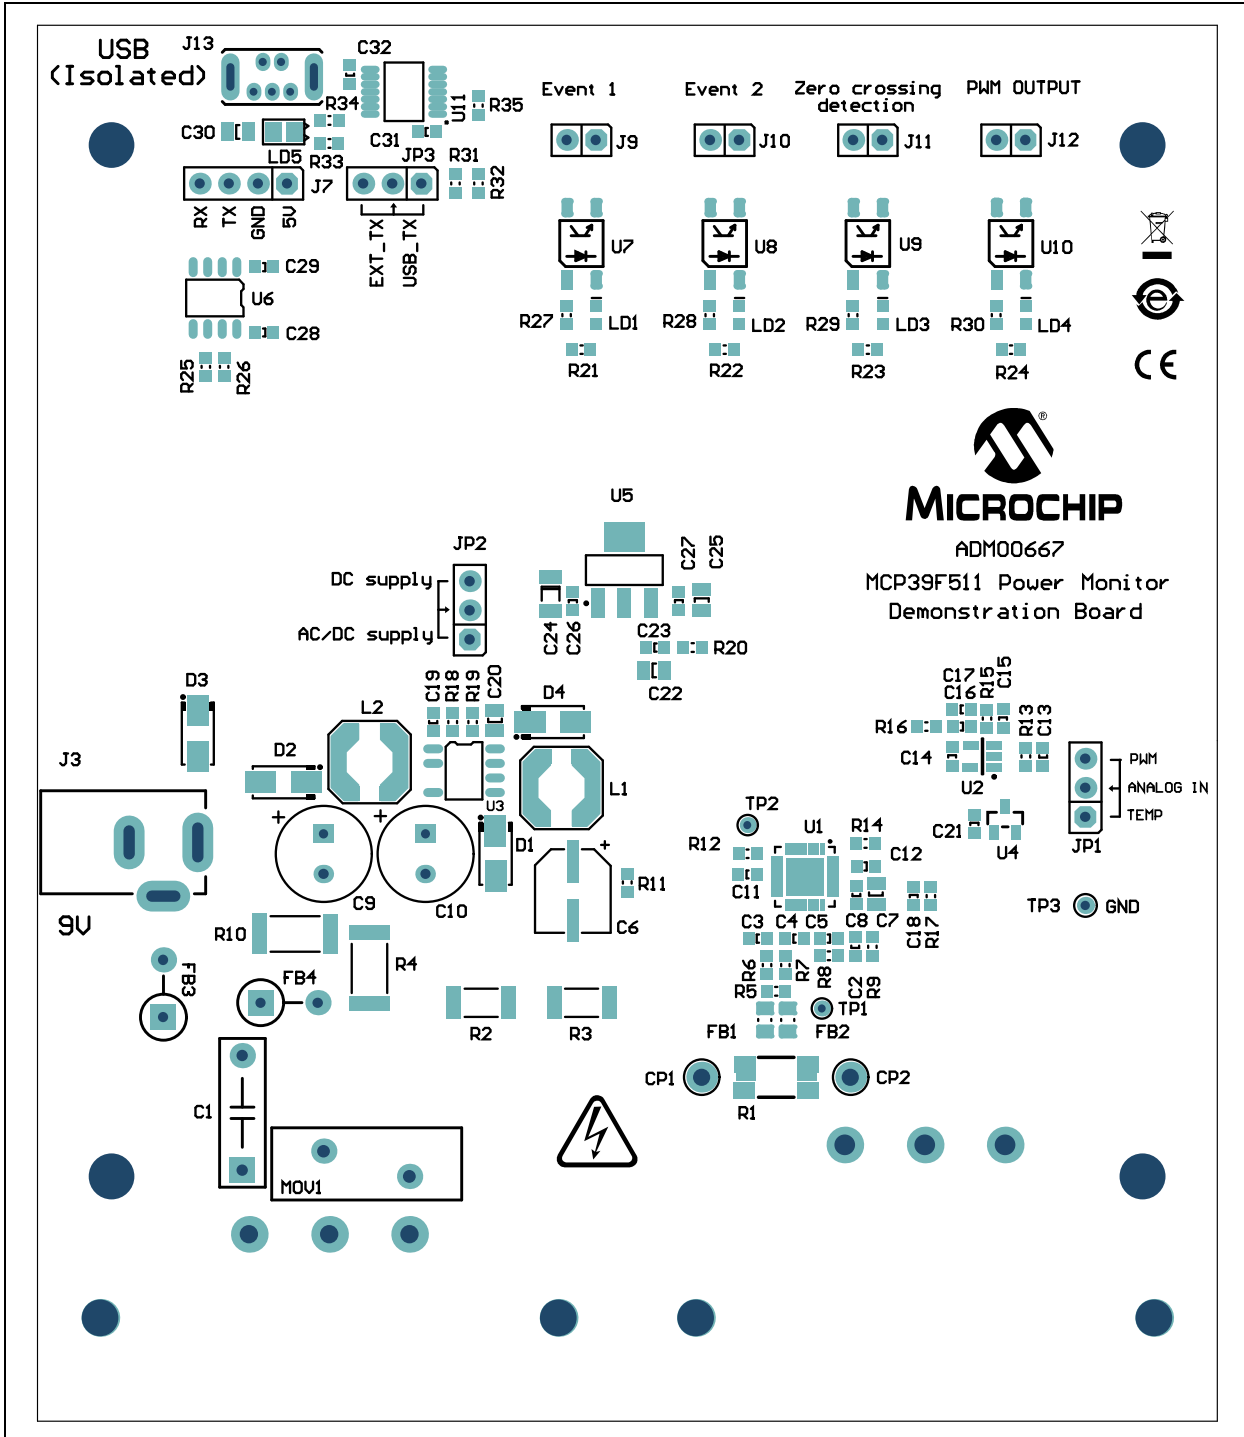 USB
(Isolated)
J13
C32
R34
U11
R35
C30
C31
LD5
R33
JP3
R31
R32
J7
RX
TX
GND
5V
EXT_TX
USB_TX
C29
U6
C28
R25
R26
Event 1
Event 2
Zero crossing
detection
PWM OUTPUT
J9
J10
J11
J12
U7
U8
U9
U10
R27
LD1
R28
LD2
R29
LD3
R30
LD4
R21
R22
R23
R24
CE
®
MICROCHIP
ADM00667
MCP39F511 Power Monitor
Demonstration Board
U5
C27
C25
JP2
DC supply
AC/DC supply
C24
C26
C23
R20
C22
D3
L2
C19
R18
R19
C20
D4
J3
D2
U3
L1
D1
C9
C10
R11
C6
9V
R10
R4
FB3
FB4
R2
R3
C17
C16
R15
C15
R16
R13
C13
C14
U2
PWM
ANALOG IN
TEMP
JP1
C21
U4
TP2
U1
R14
R12
C12
C11
TP3
GND
C3
C4
C5
C8
C7
C18
R17
R6
R7
R8
C2
R9
R5
TP1
FB1
FB2
CP1
CP2
R1
C1
MOV1